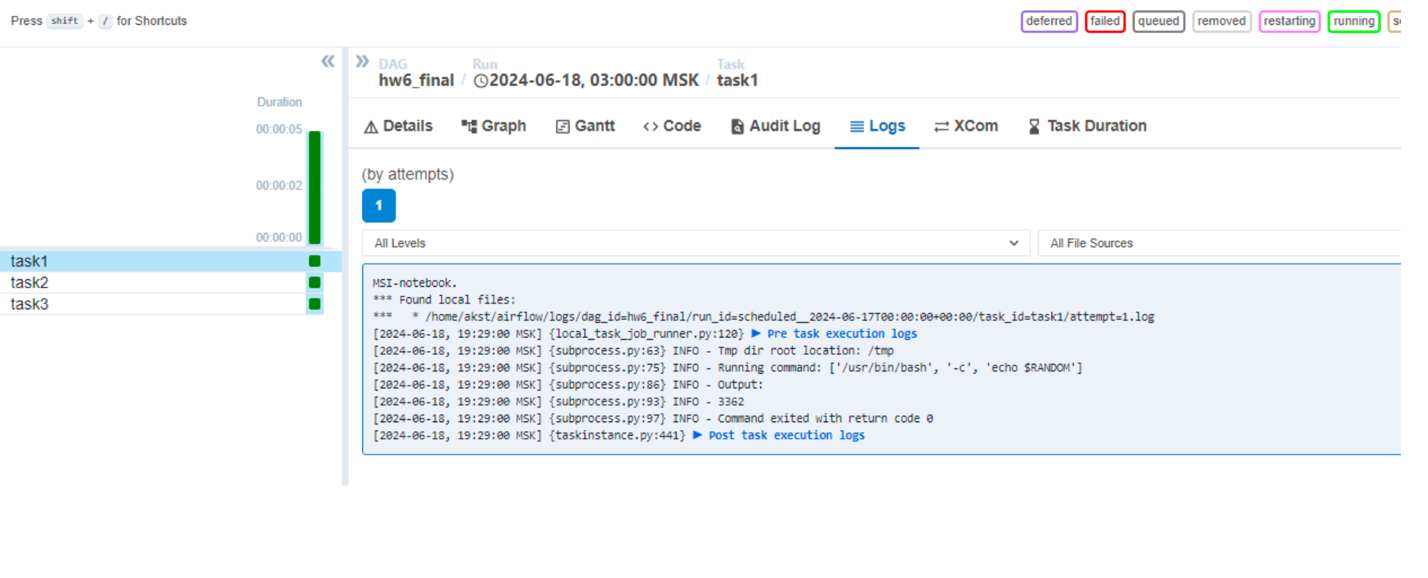 Press shift + / for Shortcuts
deferred failed queued removed restarting running
DAG Run Task
hw6_final / 2024-06-18, 03:00:00 MSK / task1
Duration
00:00:05
00:00:02
00:00:00
task1
task2
task3
Details Graph Gantt Code Audit Log Logs XCom Task Duration
(by attempts)
1
All Levels All File Sources
MSI-notebook.
*** Found local files:
***   * /home/akst/airflow/logs/dag_id=hw6_final/run_id=scheduled__2024-06-17T00:00:00+00:00/task_id=task1/attempt=1.log
[2024-06-18, 19:29:00 MSK] {local_task_job_runner.py:120} ▶ Pre task execution logs
[2024-06-18, 19:29:00 MSK] {subprocess.py:63} INFO - Tmp dir root location: /tmp
[2024-06-18, 19:29:00 MSK] {subprocess.py:75} INFO - Running command: ['/usr/bin/bash', '-c', 'echo $RANDOM']
[2024-06-18, 19:29:00 MSK] {subprocess.py:86} INFO - Output:
[2024-06-18, 19:29:00 MSK] {subprocess.py:93} INFO - 3362
[2024-06-18, 19:29:00 MSK] {subprocess.py:97} INFO - Command exited with return code 0
[2024-06-18, 19:29:00 MSK] {taskinstance.py:441} ▶ Post task execution logs